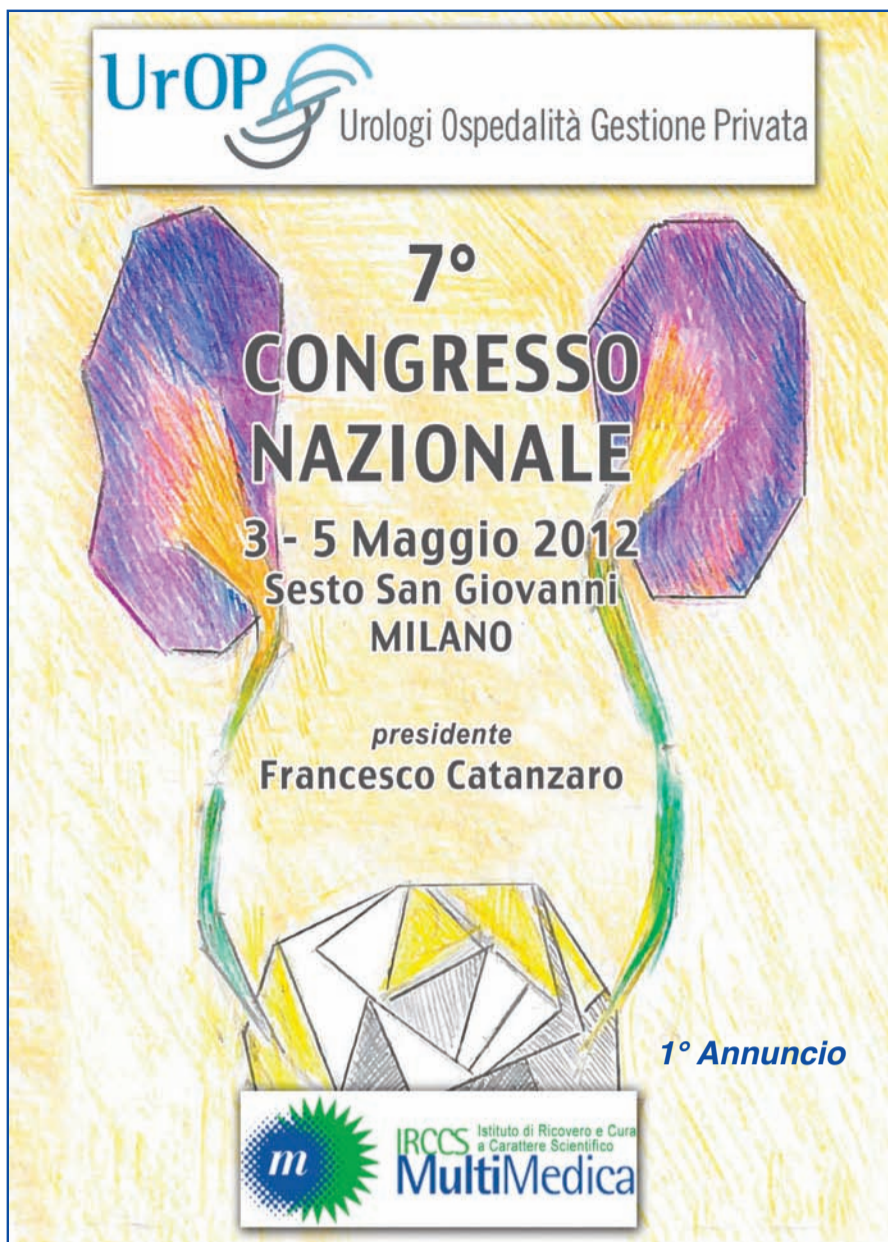 UrOP
Urologi Ospedalità Gestione Privata
7°
CONGRESSO
NAZIONALE
3 - 5 Maggio 2012
Sesto San Giovanni
MILANO
presidente
Francesco Catanzaro
1° Annuncio
m
IRCCS Istituto di Ricovero e Cura
a Carattere Scientifico
MultiMedica